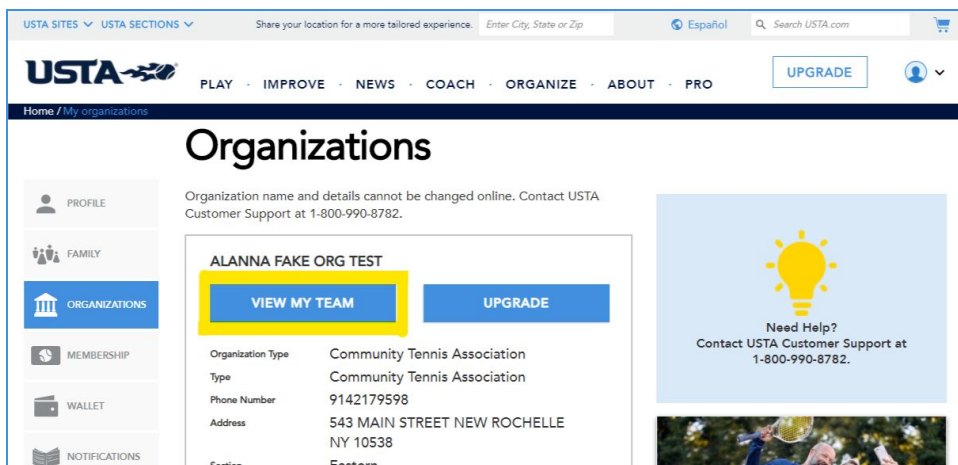 USTA SITES USTA SECTIONS Share your location for a more tailored experience. Enter City, State or Zip Español Search USTA.com
USTA PLAY · IMPROVE · NEWS · COACH · ORGANIZE · ABOUT · PRO UPGRADE
Home / My organizations
Organizations
Organization name and details cannot be changed online. Contact USTA
Customer Support at 1-800-990-8782.
PROFILE
FAMILY
ORGANIZATIONS
MEMBERSHIP
WALLET
NOTIFICATIONS
ALANNA FAKE ORG TEST
VIEW MY TEAM UPGRADE
Organization Type Community Tennis Association
Type Community Tennis Association
Phone Number 9142179598
Address 543 MAIN STREET NEW ROCHELLE
NY 10538
Section Eastern
Need Help?
Contact USTA Customer Support at
1-800-990-8782.